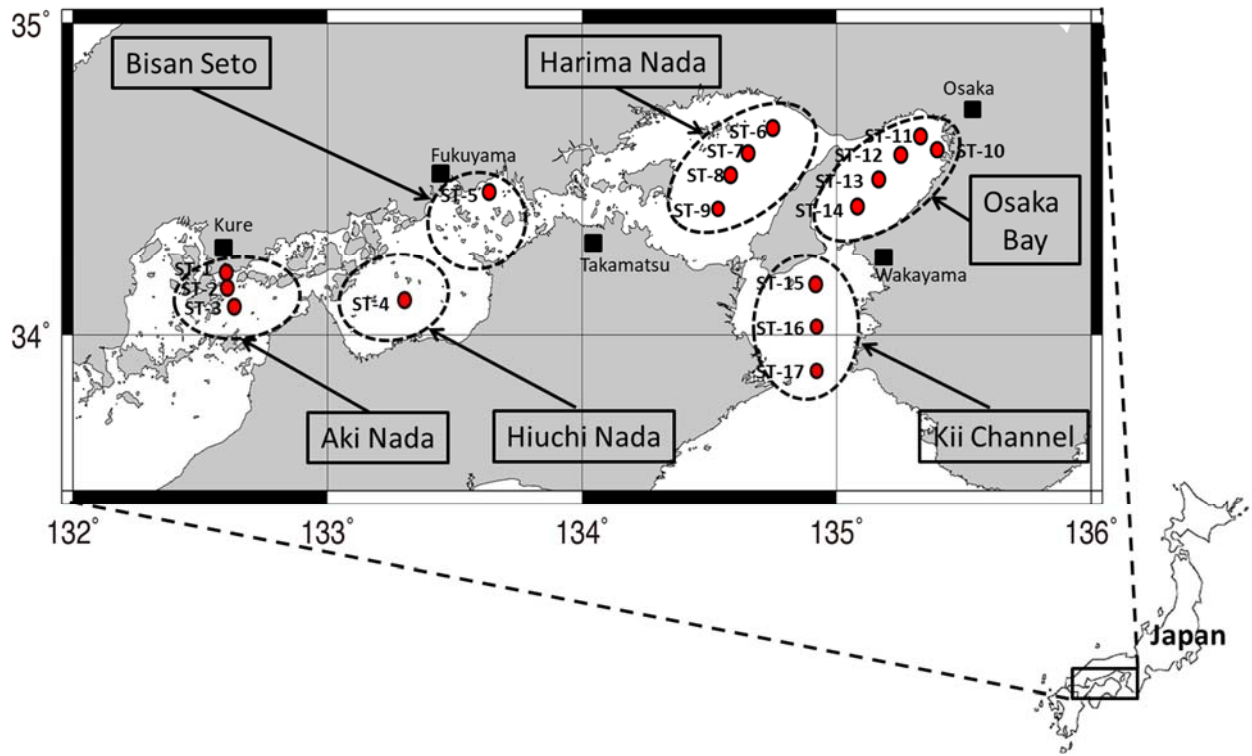 35°
34°
132°
133°
134°
135°
136°
Bisan Seto
Harima Nada
Osaka
Fukuyama
Kure
Takamatsu
Wakayama
Osaka
Bay
ST-1
ST-2
ST-3
ST-4
ST-5
ST-6
ST-7
ST-8
ST-9
ST-10
ST-11
ST-12
ST-13
ST-14
ST-15
ST-16
ST-17
Aki Nada
Hiuchi Nada
Kii Channel
Japan